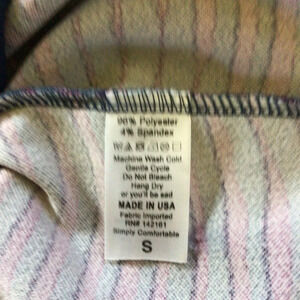 96% Polyester
4% Spandex
Machine Wash Cold
Gentle Cycle
Do Not Bleach
Hang Dry
or you'll be sad
MADE IN USA
Fabric Imported
RN# 142161
Simply Comfortable
S